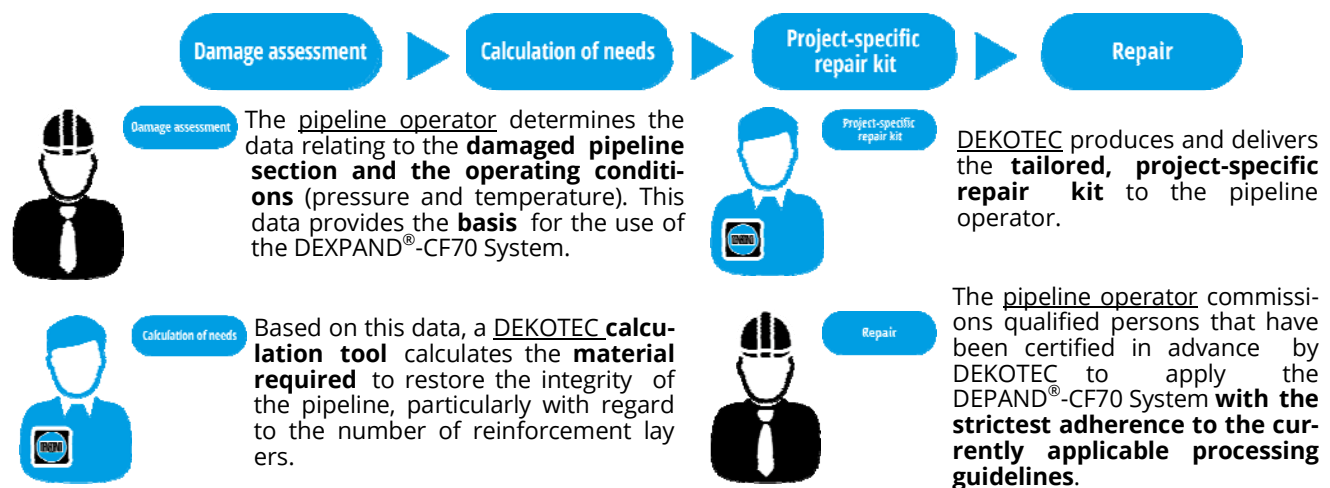 Damage assessment
Calculation of needs
Project-specific
repair kit
Repair
Damage assessment
The pipeline operator determines the
data relating to the damaged pipeline
section and the operating conditi-
ons (pressure and temperature). This
data provides the basis for the use of
the DEXPAND®-CF70 System.
Calculation of needs
Based on this data, a DEKOTEC calcu-
lation tool calculates the material
required to restore the integrity of
the pipeline, particularly with regard
to the number of reinforcement lay
ers.
Project-specific
repair kit
DEKOTEC produces and delivers
the tailored, project-specific
repair kit to the pipeline
operator.
Repair
The pipeline operator commissi-
ons qualified persons that have
been certified in advance by
DEKOTEC to apply the
DEPAND®-CF70 System with the
strictest adherence to the cur-
rently applicable processing
guidelines.